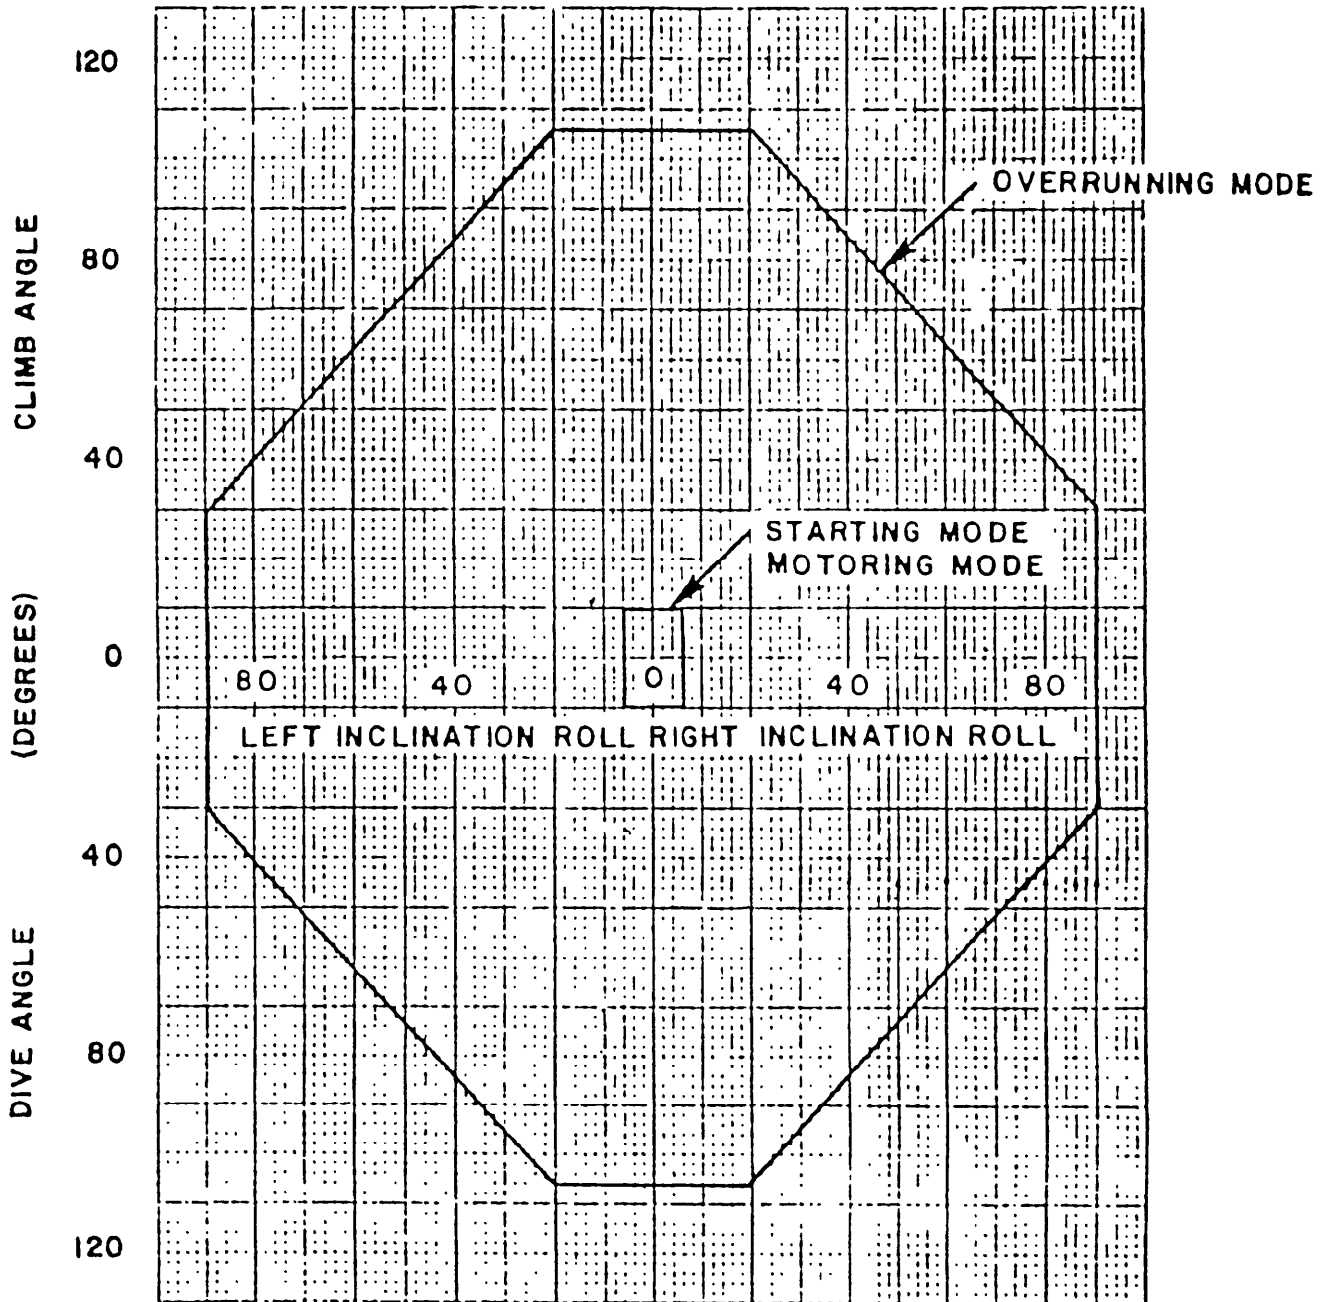 120
OVERRUNNING MODE
80
CLIMB ANGLE
40
STARTING MODE
MOTORING MODE
(DEGREES)
0
80 40 0 40 80
LEFT INCLINATION ROLL RIGHT INCLINATION ROLL
40
DIVE ANGLE
80
120